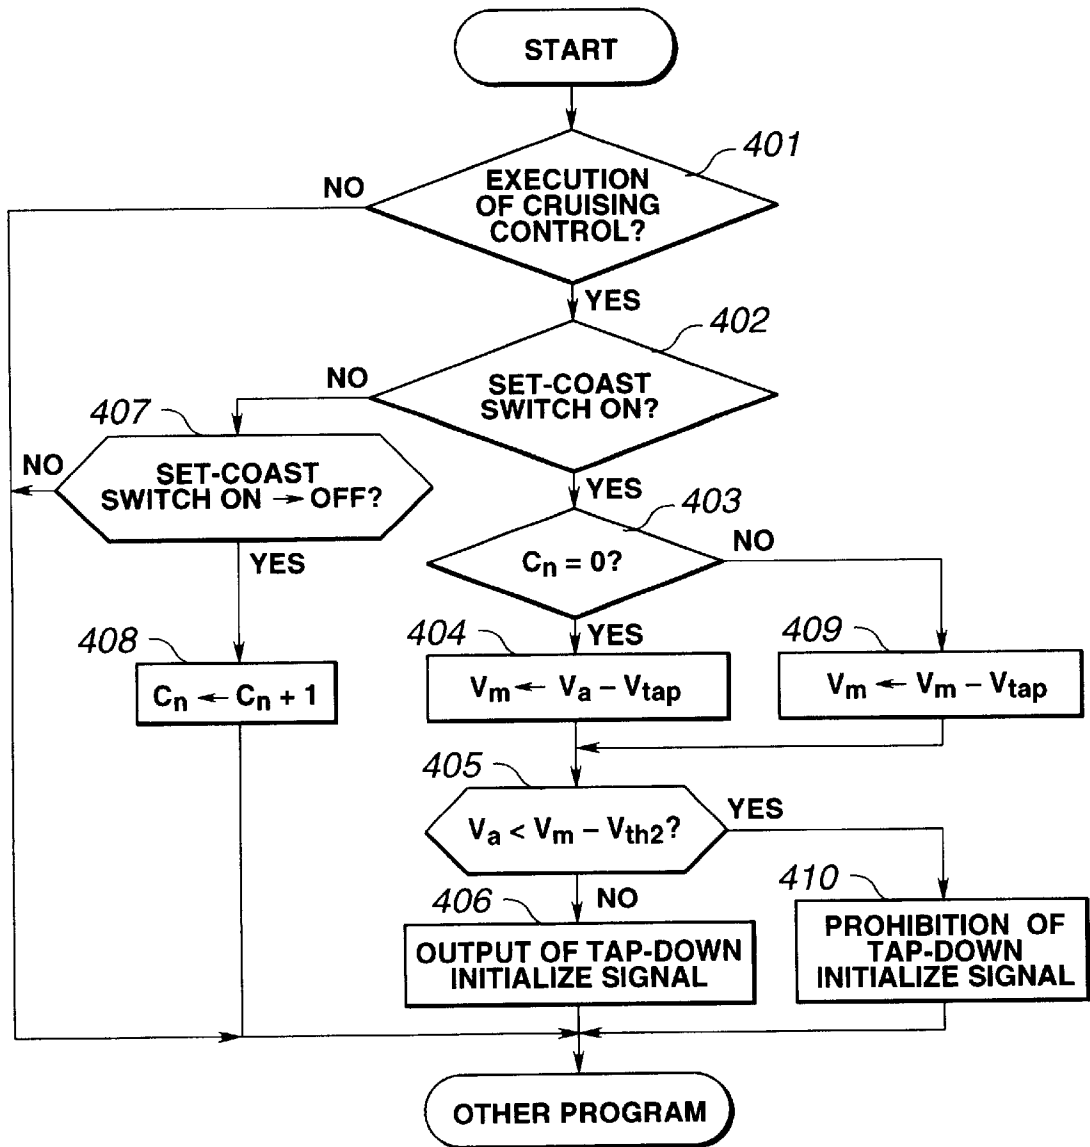 START
401
EXECUTION
OF CRUISING
CONTROL?
NO
YES
402
SET-COAST
SWITCH ON?
NO
YES
407
SET-COAST
SWITCH ON → OFF?
NO
YES
403
Cn = 0?
NO
YES
408
Cn ← Cn + 1
404
Vm ← Va – Vtap
409
Vm ← Vm – Vtap
405
Va < Vm – Vth2?
YES
NO
406
OUTPUT OF TAP-DOWN
INITIALIZE SIGNAL
410
PROHIBITION OF
TAP-DOWN
INITIALIZE SIGNAL
OTHER PROGRAM